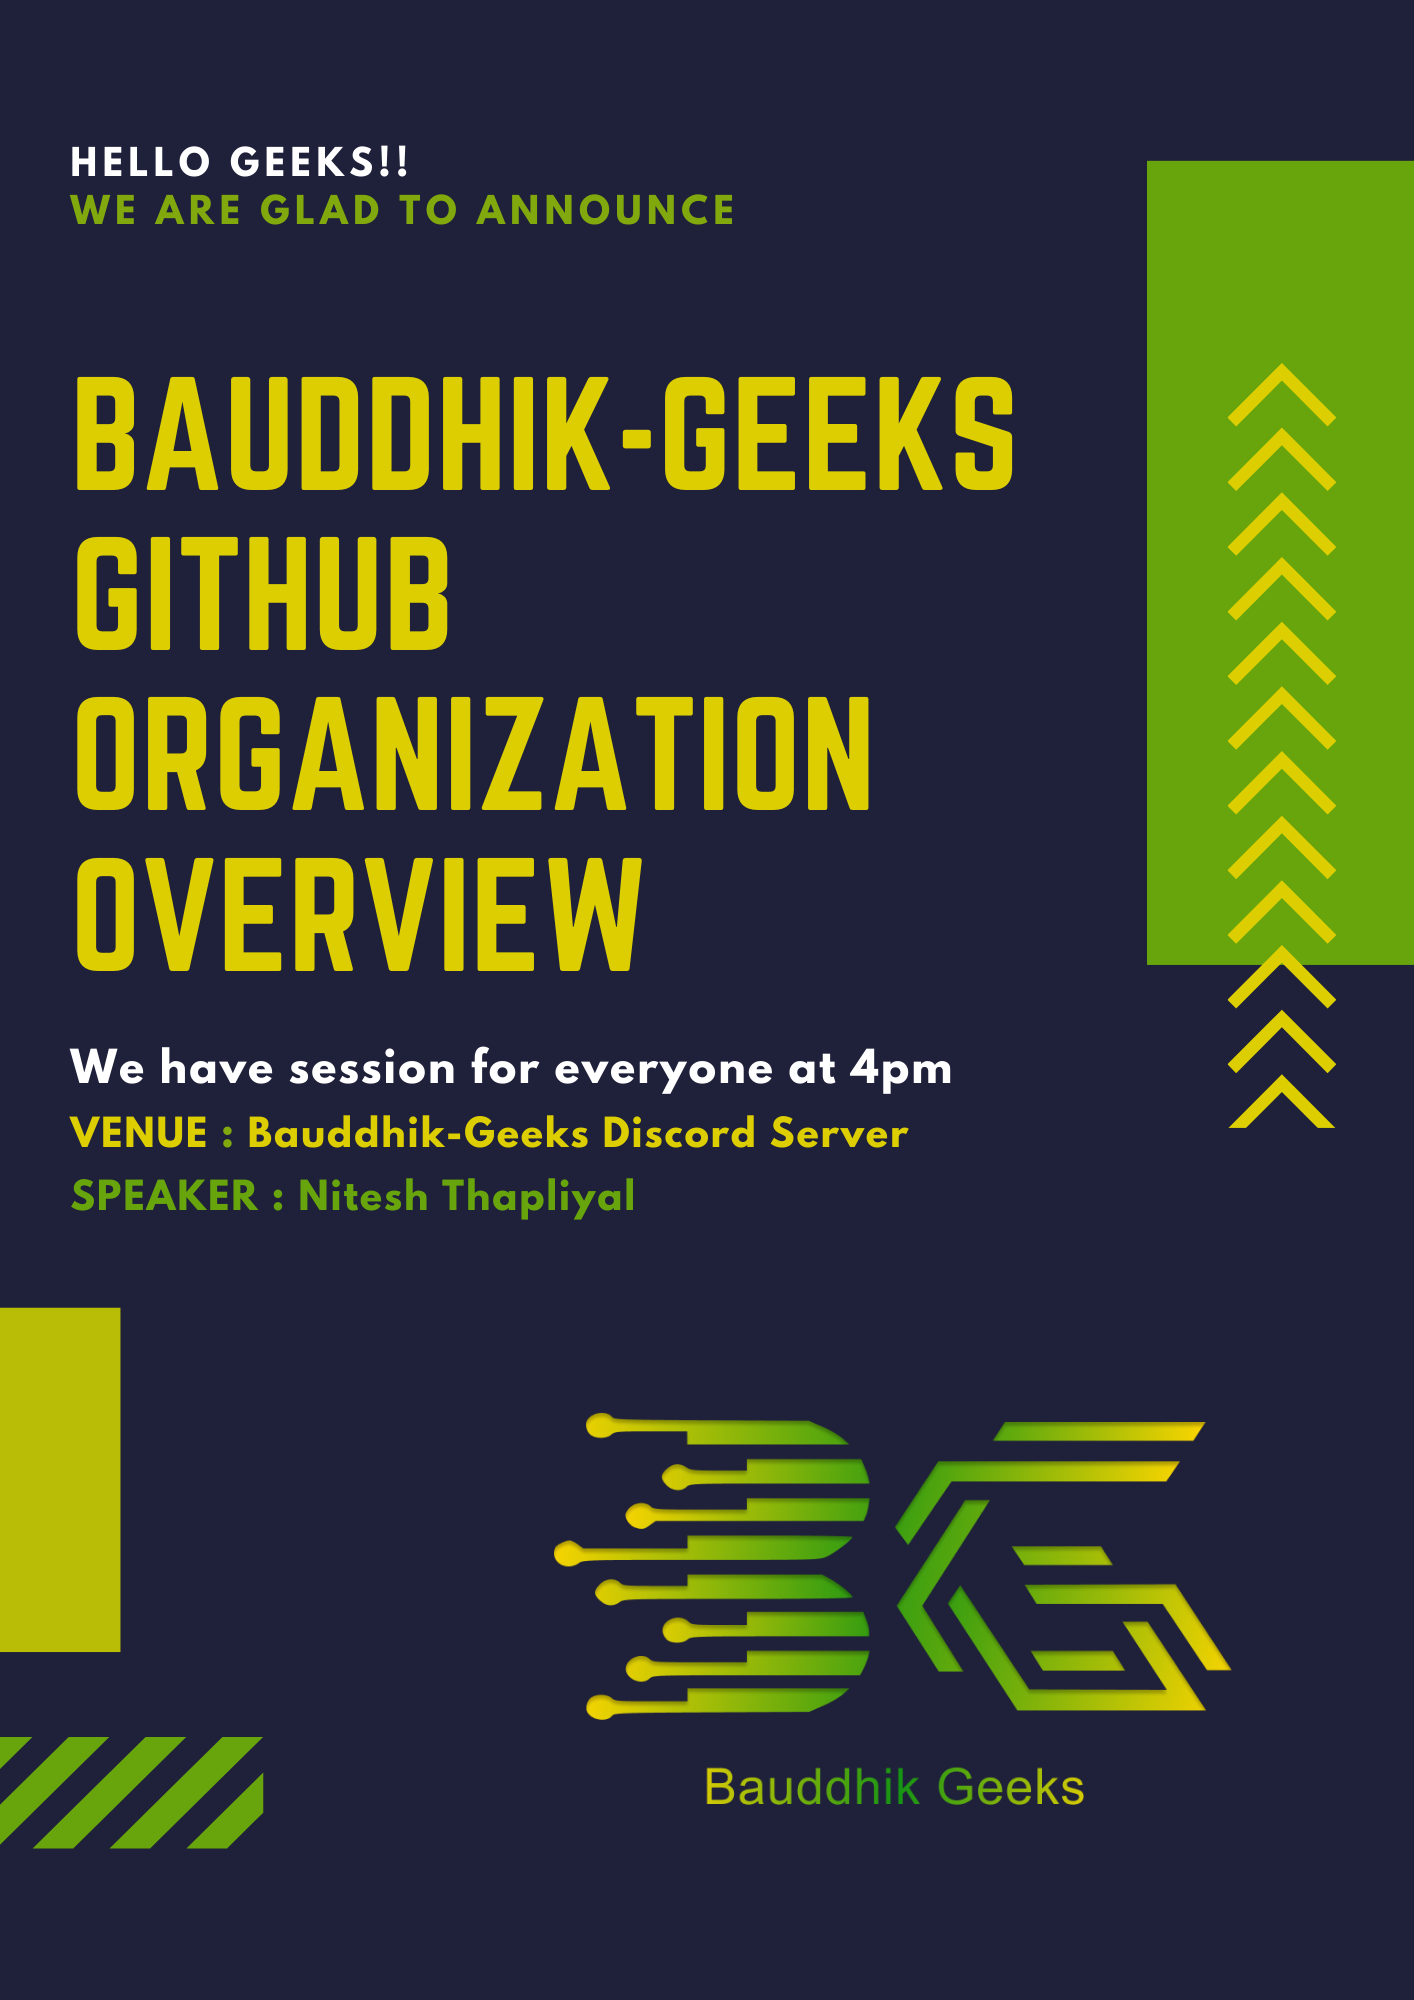 HELLO GEEKS!!
WE ARE GLAD TO ANNOUNCE
BAUDDHIK-GEEKS
GITHUB
ORGANIZATION
OVERVIEW
We have session for everyone at 4pm
VENUE : Bauddhik-Geeks Discord Server
SPEAKER : Nitesh Thapliyal
BG
Bauddhik Geeks